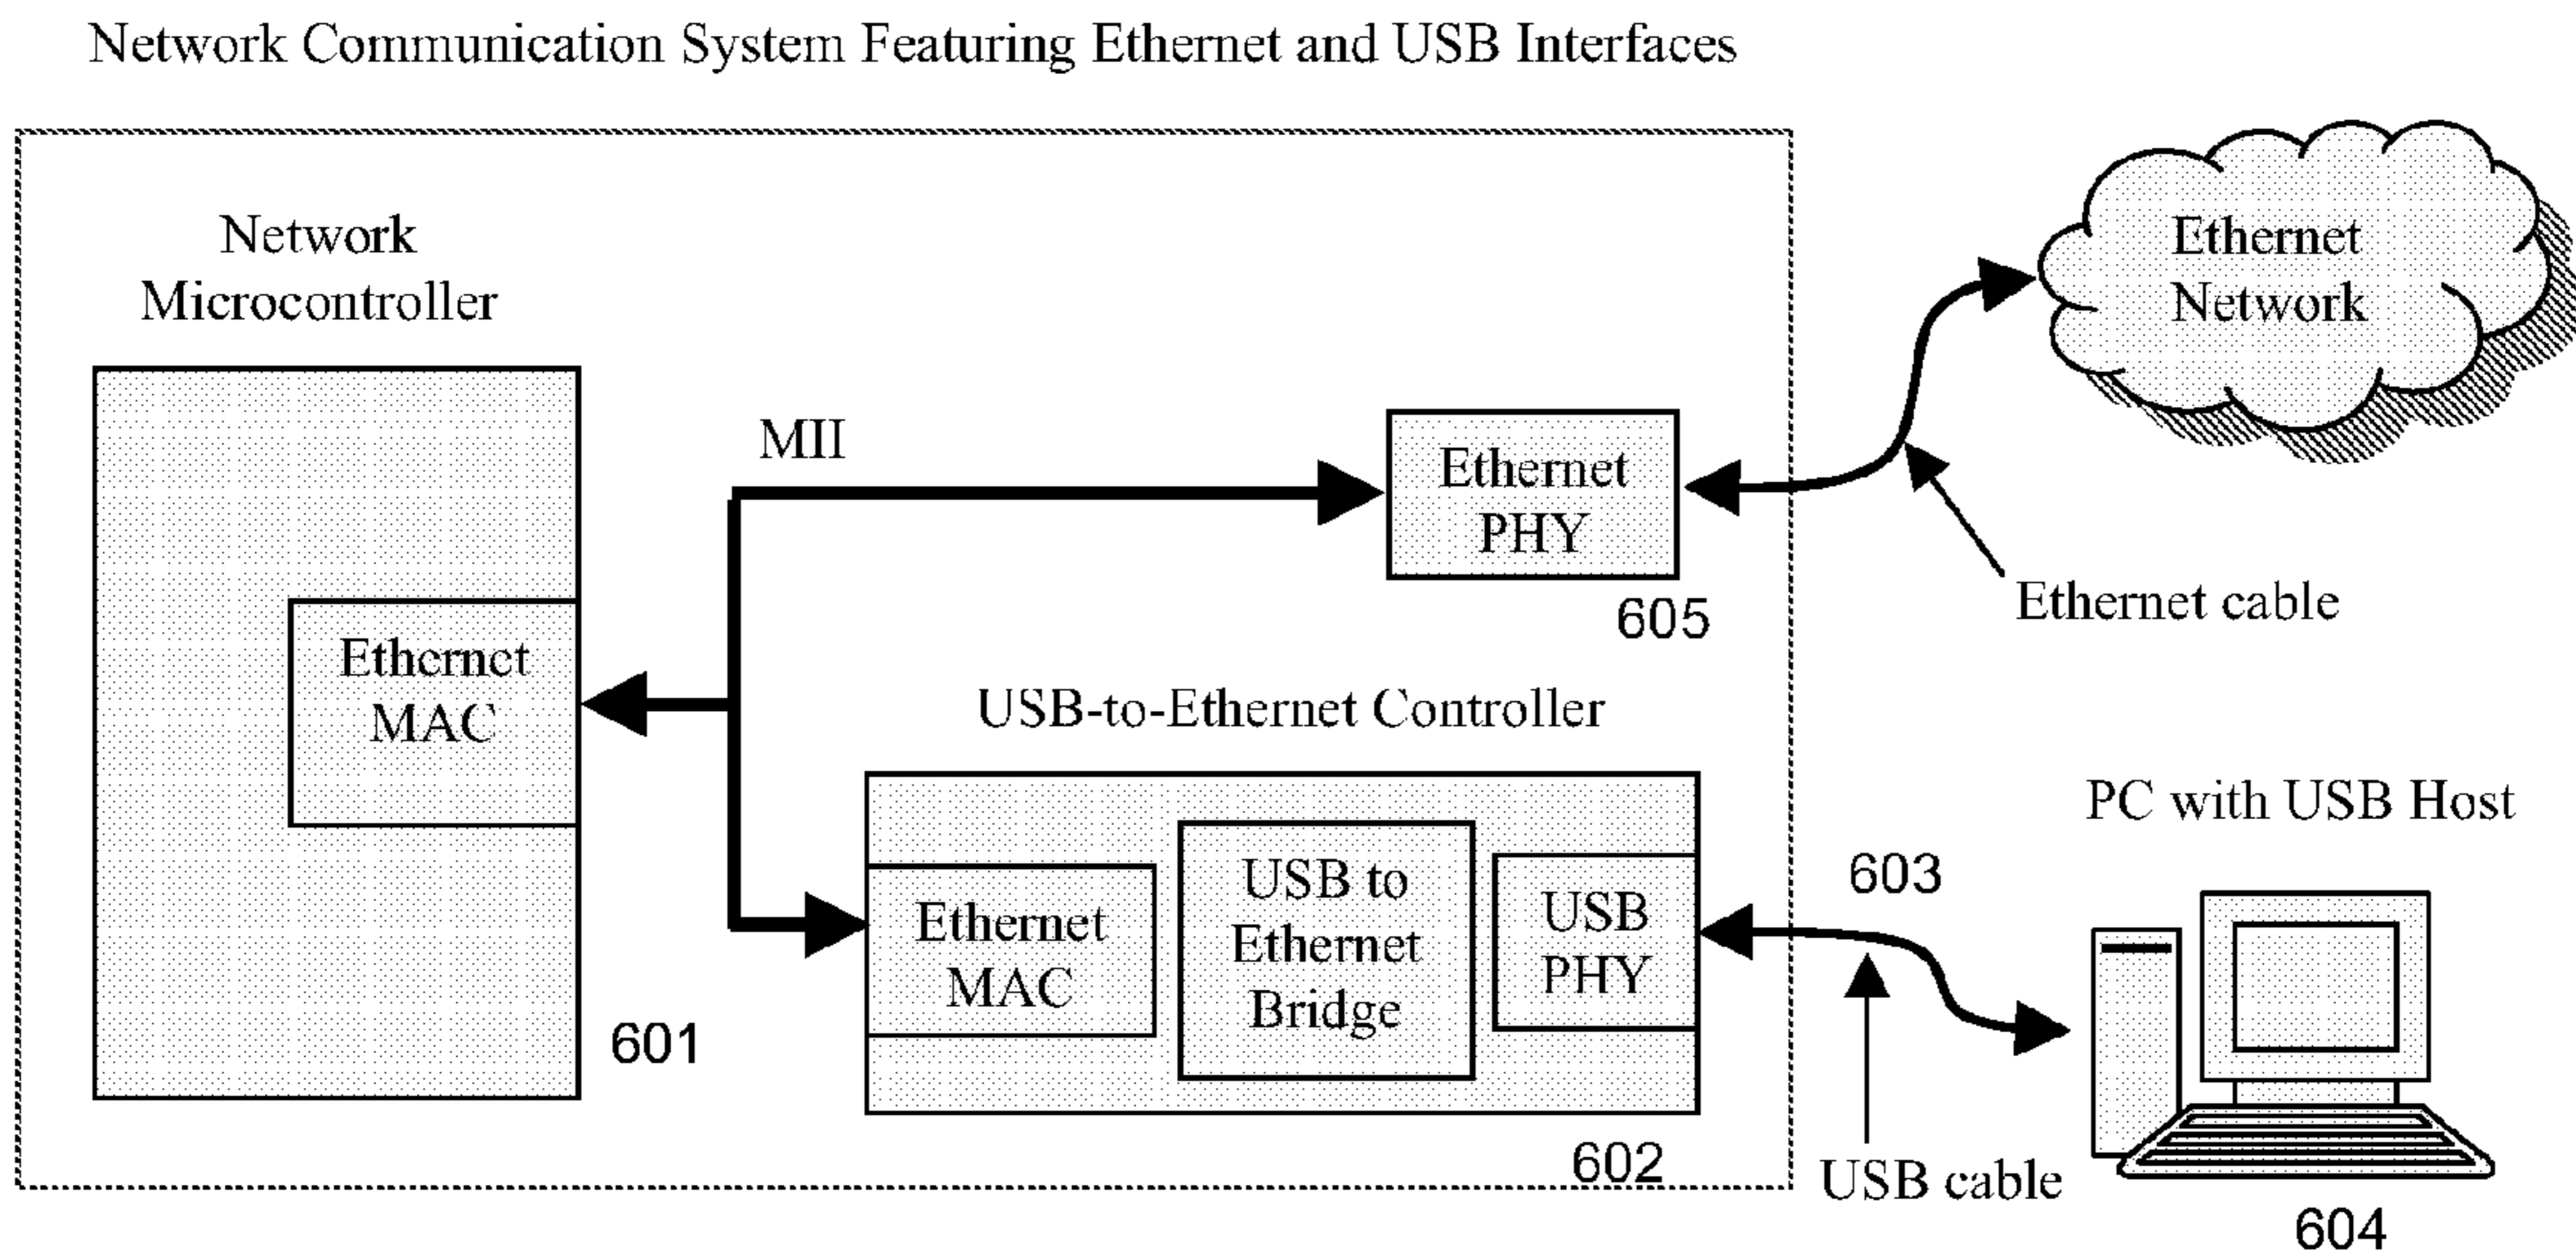 Network Communication System Featuring Ethernet and USB Interfaces
Network
Microcontroller
Ethernet
MAC
601
MII
Ethernet
PHY
605
Ethernet
Network
Ethernet cable
USB-to-Ethernet Controller
Ethernet
MAC
USB to
Ethernet
Bridge
USB
PHY
602
603
USB cable
PC with USB Host
604